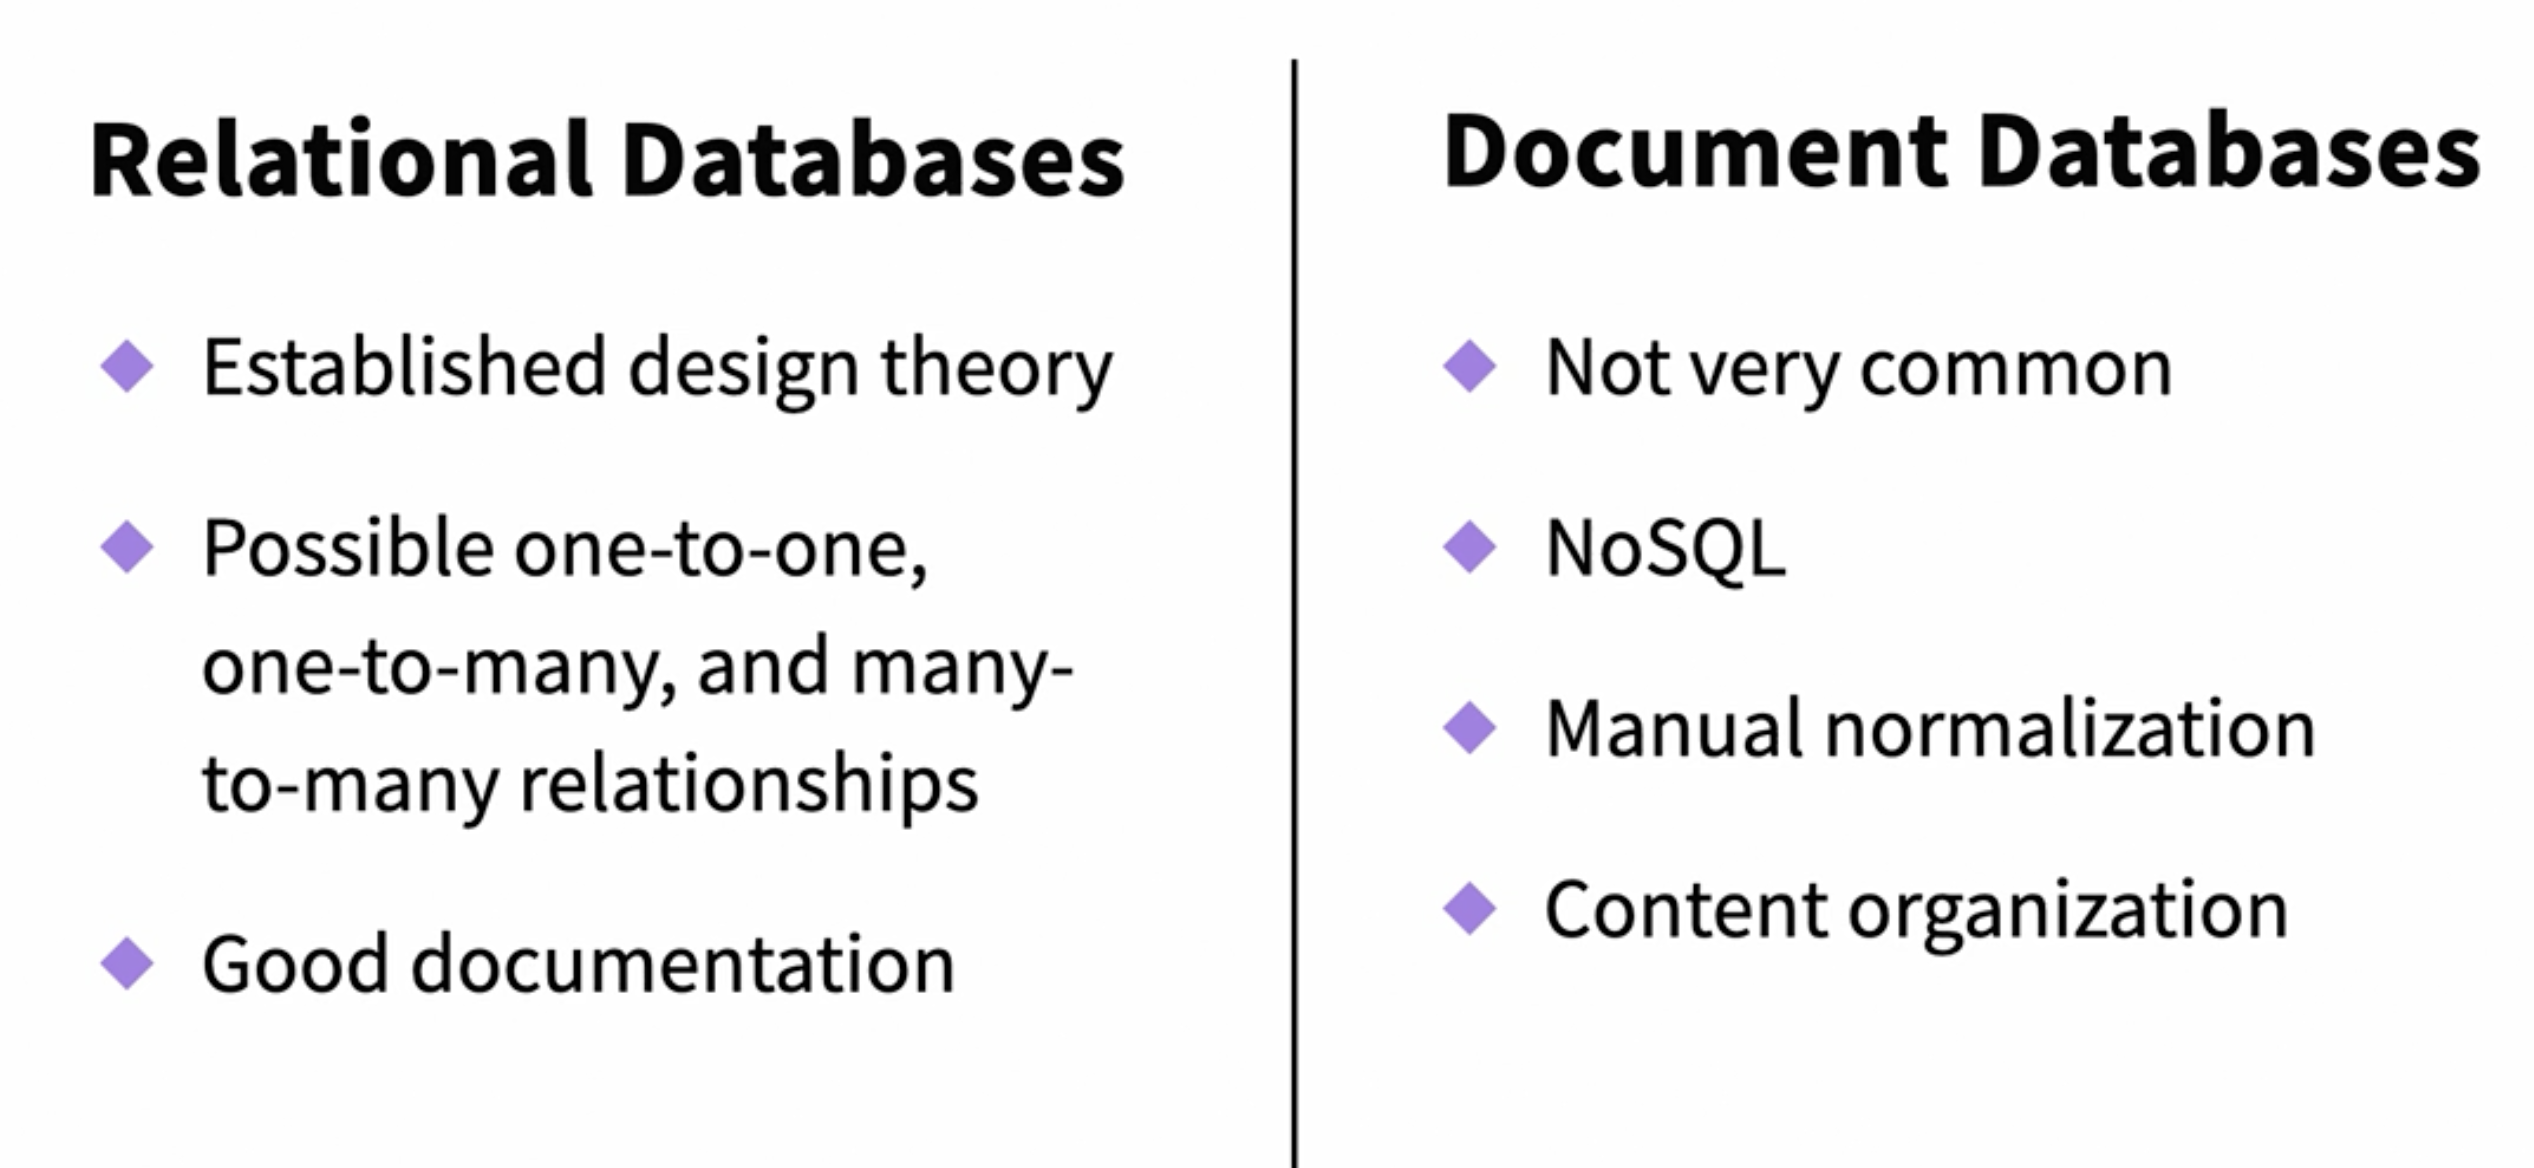 Relational Databases
Established design theory
Possible one-to-one,
one-to-many, and many-
to-many relationships
Good documentation
Document Databases
Not very common
NoSQL
Manual normalization
Content organization